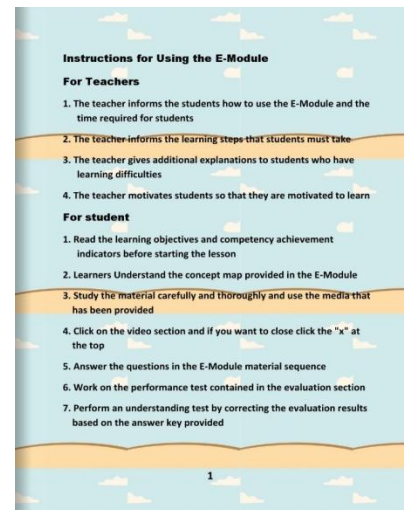 Instructions for Using the E-Module
For Teachers
1. The teacher informs the students how to use the E-Module and the
time required for students
2. The teacher informs the learning steps that students must take
3. The teacher gives additional explanations to students who have
learning difficulties
4. The teacher motivates students so that they are motivated to learn
For student
1. Read the learning objectives and competency achievement
indicators before starting the lesson
2. Learners Understand the concept map provided in the E-Module
3. Study the material carefully and thoroughly and use the media that
has been provided
4. Click on the video section and if you want to close click the "x" at
the top
5. Answer the questions in the E-Module material sequence
6. Work on the performance test contained in the evaluation section
7. Perform an understanding test by correcting the evaluation results
based on the answer key provided
1